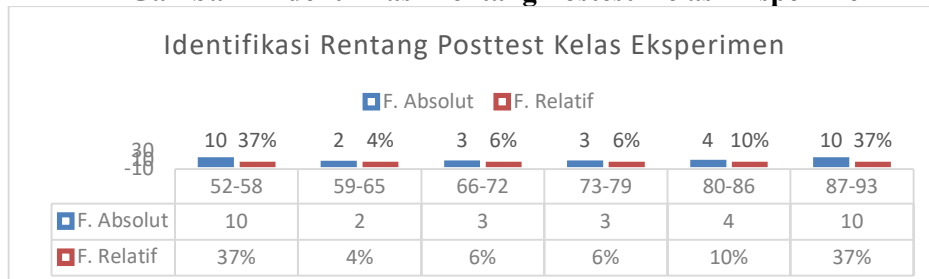 Identifikasi Rentang Posttest Kelas Eksperimen
F. Absolut F. Relatif
10 37% 2 4% 3 6% 3 6% 4 10% 10 37%
30
-10
52-58 59-65 66-72 73-79 80-86 87-93
F. Absolut 10 2 3 3 4 10
F. Relatif 37% 4% 6% 6% 10% 37%